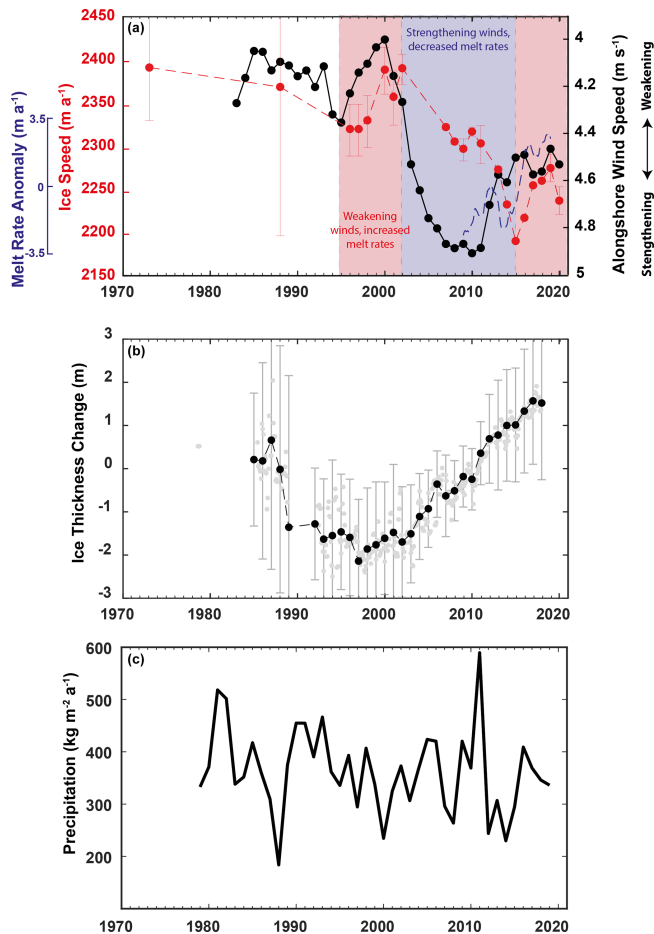 (a)
Strengthening winds,
decreased melt rates
Weakening
winds, increased
melt rates
Melt Rate Anomaly (m a⁻¹)
3.5
0
-3.5
Ice Speed (m a⁻¹)
2450
2400
2350
2300
2250
2200
2150
4
4.2
4.4
4.6
4.8
5
Alongshore Wind Speed (m s⁻¹)
Stengthening
Weakening
1970 1980 1990 2000 2010 2020
(b)
Ice Thickness Change (m)
3
2
1
0
-1
-2
-3
1970 1980 1990 2000 2010 2020
(c)
Precipitation (kg m⁻² a⁻¹)
600
500
400
300
200
100
1970 1980 1990 2000 2010 2020